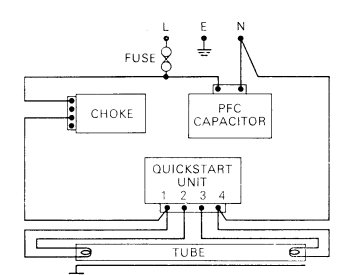 L E N
FUSE
CHOKE
PFC
CAPACITOR
QUICKSTART
UNIT
1 2 3 4
TUBE